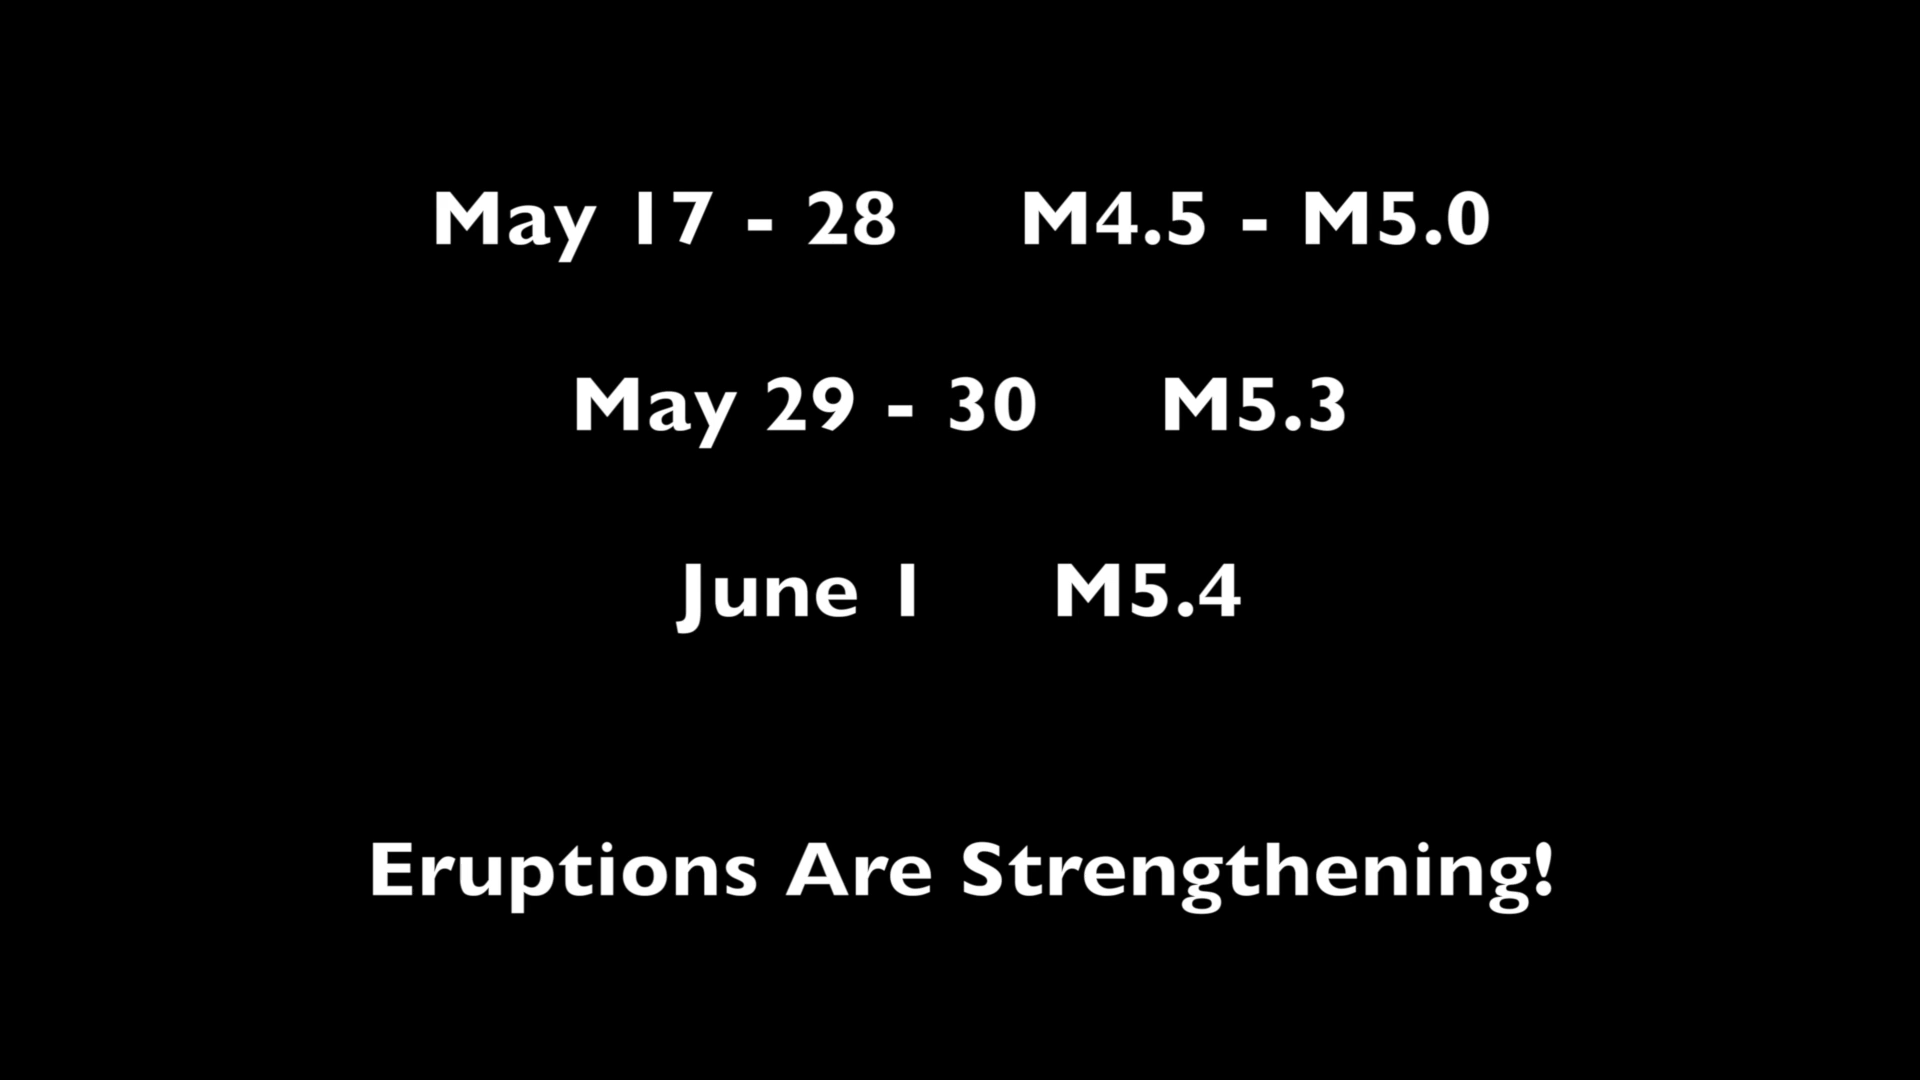 May 17 - 28 M4.5 - M5.0
May 29 - 30 M5.3
June 1 M5.4
Eruptions Are Strengthening!